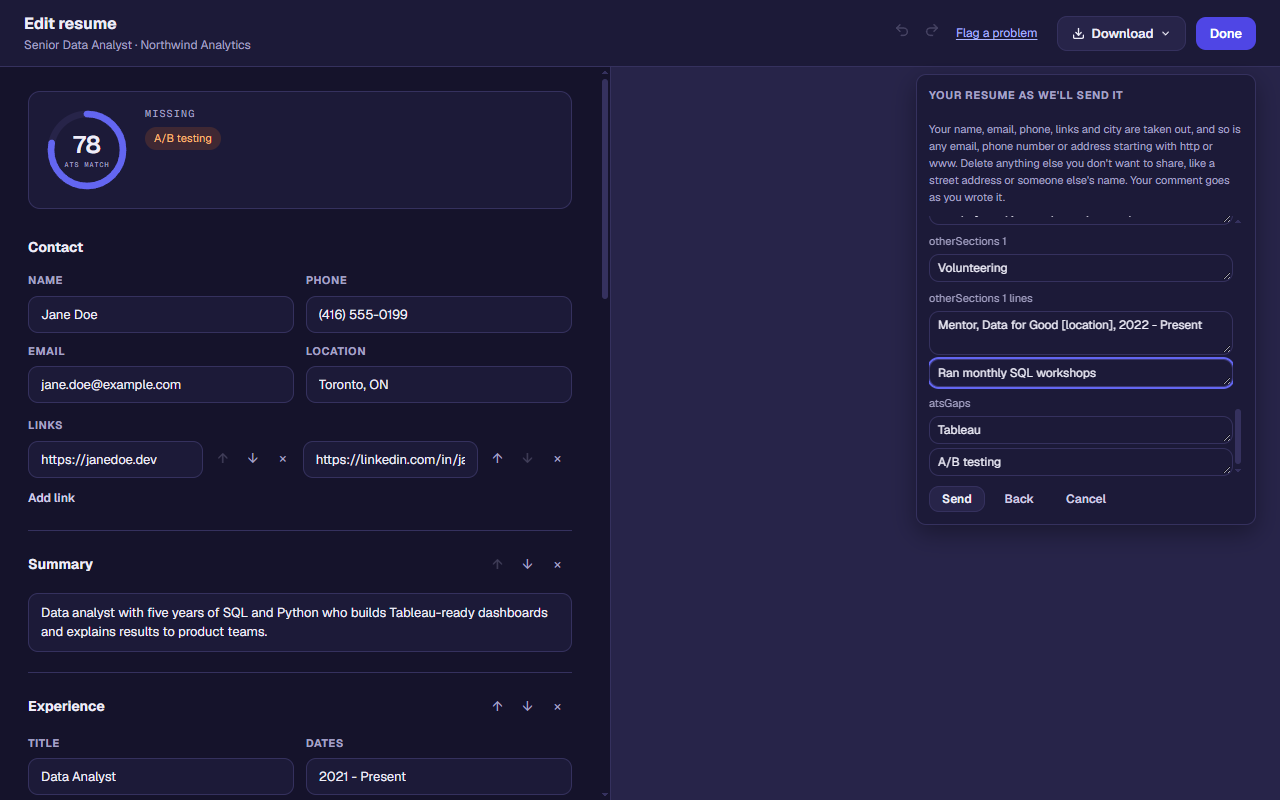 Edit resume
Senior Data Analyst · Northwind Analytics
Flag a problem
Download
Done
78
ATS MATCH
MISSING
A/B testing
Contact
NAME
PHONE
Jane Doe
(416) 555-0199
EMAIL
LOCATION
jane.doe@example.com
Toronto, ON
LINKS
https://janedoe.dev
https://linkedin.com/in/ja
Add link
Summary
Data analyst with five years of SQL and Python who builds Tableau-ready dashboards
and explains results to product teams.
Experience
TITLE
DATES
Data Analyst
2021 - Present
YOUR RESUME AS WE'LL SEND IT
Your name, email, phone, links and city are taken out, and so is
any email, phone number or address starting with http or
www. Delete anything else you don't want to share, like a
street address or someone else's name. Your comment goes
as you wrote it.
otherSections 1
Volunteering
otherSections 1 lines
Mentor, Data for Good [location], 2022 - Present
Ran monthly SQL workshops
atsGaps
Tableau
A/B testing
Send
Back
Cancel